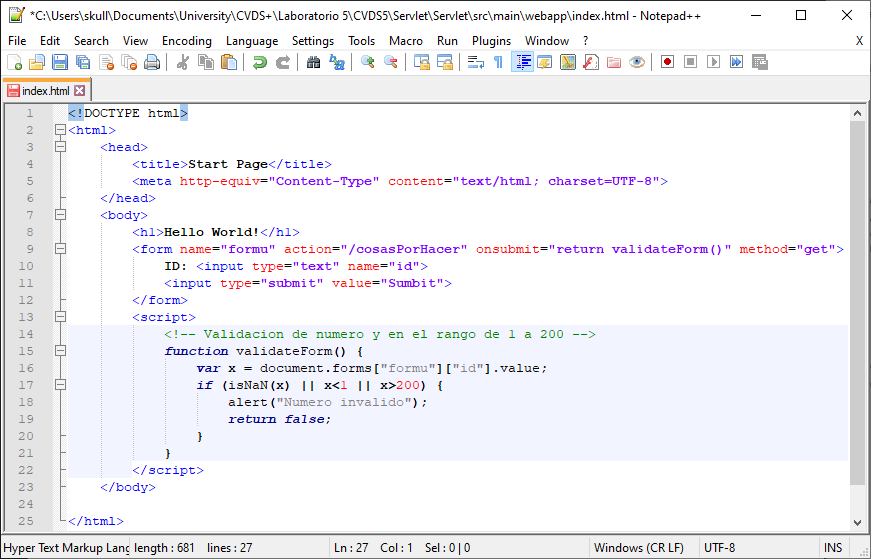 *C:\Users\skull\Documents\University\CVDS+\Laboratorio 5\CVDS5\Servlet\Servlet\src\main\webapp\index.html - Notepad++
File Edit Search View Encoding Language Settings Tools Macro Run Plugins Window ? X
index.html
1 <!DOCTYPE html>
2 <html>
3 <head>
4 <title>Start Page</title>
5 <meta http-equiv="Content-Type" content="text/html; charset=UTF-8">
6 </head>
7 <body>
8 <h1>Hello World!</h1>
9 <form name="formu" action="/cosasPorHacer" onsubmit="return validateForm()" method="get">
10 ID: <input type="text" name="id">
11 <input type="submit" value="Sumbit">
12 </form>
13 <script>
14 <!-- Validacion de numero y en el rango de 1 a 200 -->
15 function validateForm() {
16 var x = document.forms["formu"]["id"].value;
17 if (isNaN(x) || x<1 || x>200) {
18 alert("Numero invalido");
19 return false;
20 }
21 }
22 </script>
23 </body>
24
25 </html>
Hyper Text Markup Lang length : 681 lines : 27 Ln : 27 Col : 1 Sel : 0 | 0 Windows (CR LF) UTF-8 INS